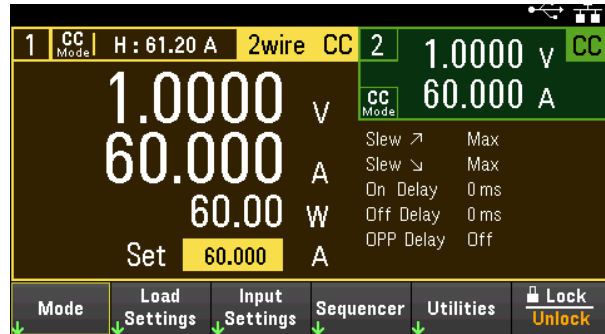 1 CC Mode H : 61.20 A 2wire CC
1.0000 V
60.000 A
60.00 W
Set 60.000 A
2 1.0000 V CC
CC Mode 60.000 A
Slew ↗ Max
Slew ↘ Max
On Delay 0 ms
Off Delay 0 ms
OPP Delay Off
Mode
Load Settings
Input Settings
Sequencer
Utilities
Lock
Unlock